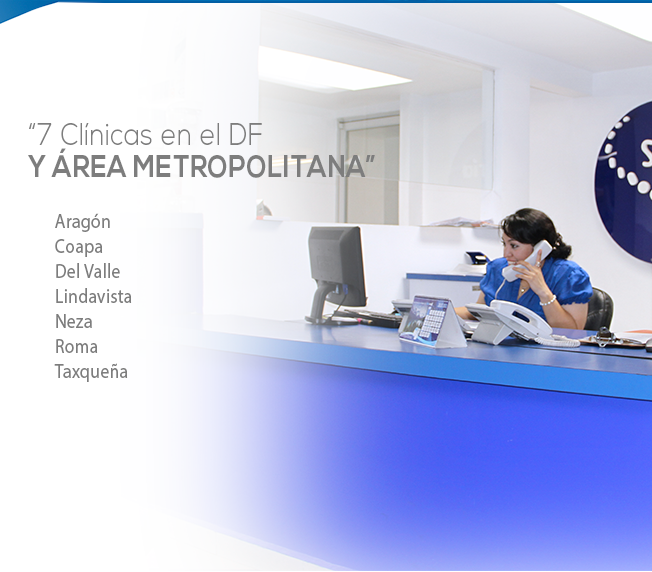 “7 Clínicas en el DF
Y ÁREA METROPOLITANA”
Aragón
Coapa
Del Valle
Lindavista
Neza
Roma
Taxqueña